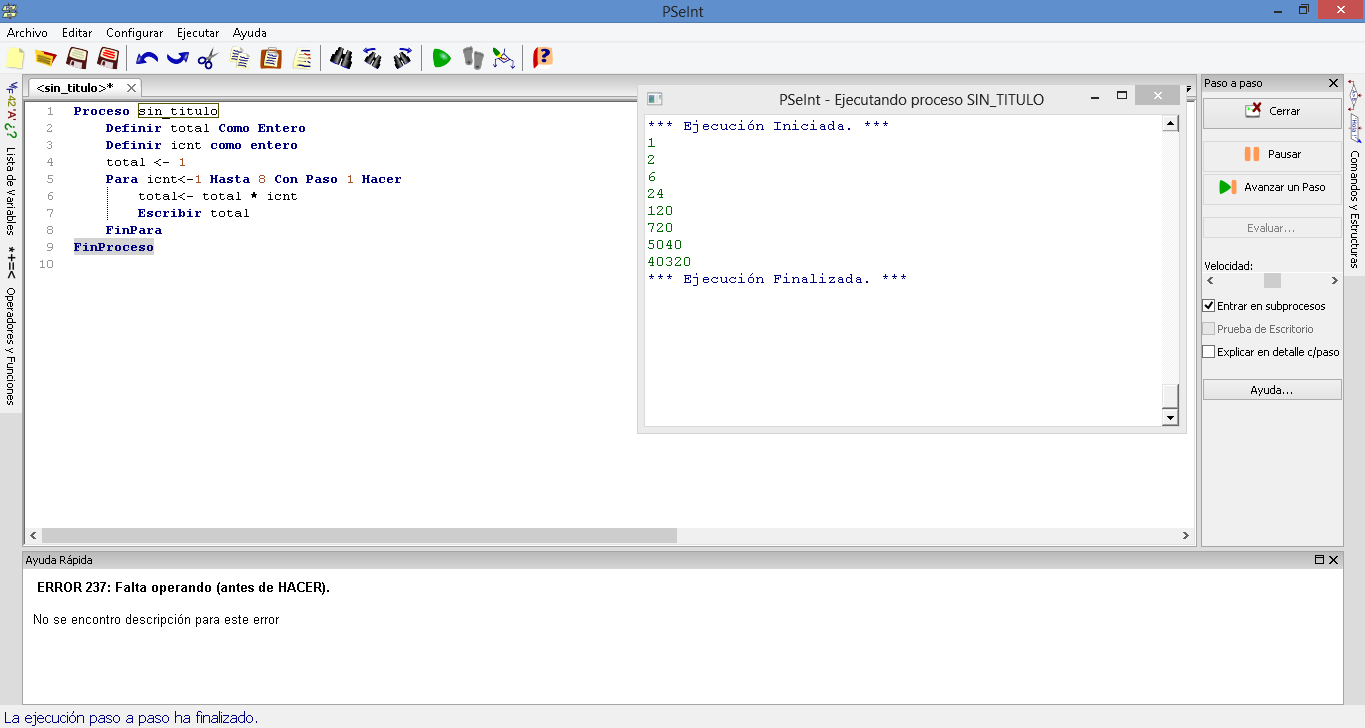 PSeInt
Archivo Editar Configurar Ejecutar Ayuda
<sin_titulo>*
1 Proceso sin_titulo
2 Definir total Como Entero
3 Definir icnt como entero
4 total <- 1
5 Para icnt<-1 Hasta 8 Con Paso 1 Hacer
6 total<- total * icnt
7 Escribir total
8 FinPara
9 FinProceso
10
42 'A' ¿? Lista de Variables
*+=< Operadores y Funciones
PSeInt - Ejecutando proceso SIN_TITULO
*** Ejecución Iniciada. ***
1
2
6
24
120
720
5040
40320
*** Ejecución Finalizada. ***
Paso a paso
Cerrar
Pausar
Avanzar un Paso
Evaluar...
Velocidad:
Entrar en subprocesos
Prueba de Escritorio
Explicar en detalle c/paso
Ayuda...
Comandos y Estructuras
Ayuda Rápida
ERROR 237: Falta operando (antes de HACER).
No se encontro descripción para este error
La ejecución paso a paso ha finalizado.